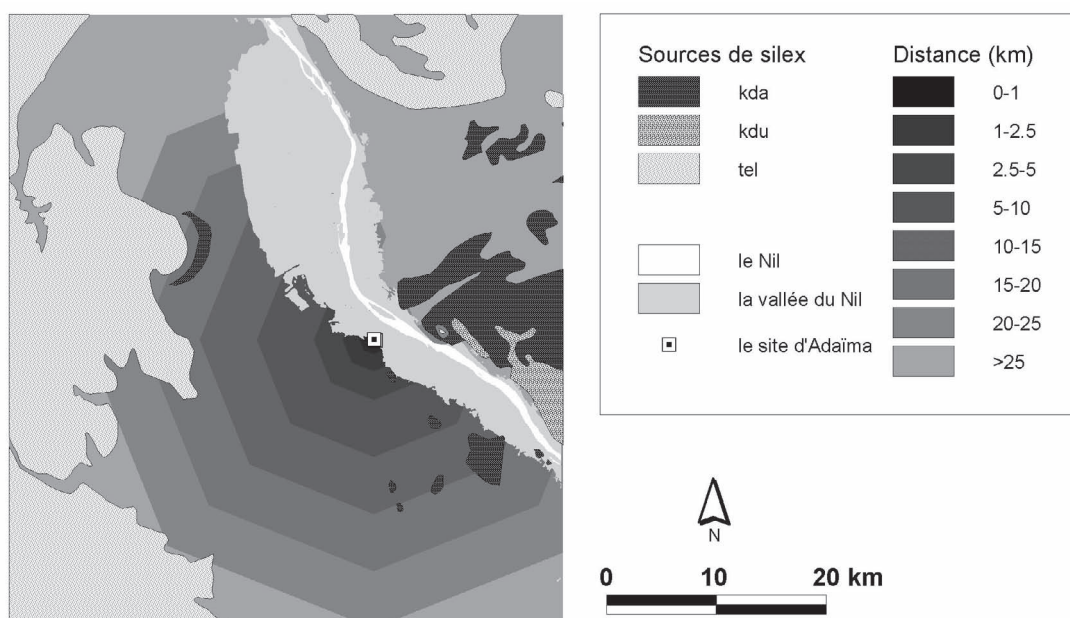 Sources de silex
kda
kdu
tel
le Nil
la vallée du Nil
le site d'Adaïma
Distance (km)
0-1
1-2.5
2.5-5
5-10
10-15
15-20
20-25
>25
N
0 10 20 km